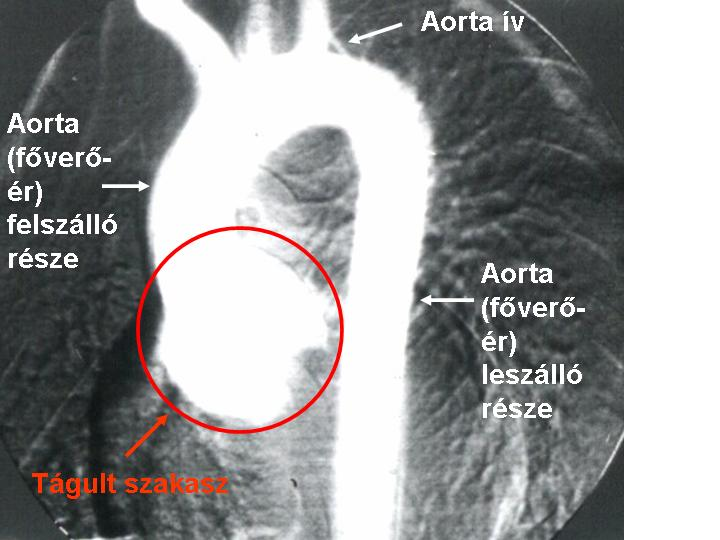 Aorta ív
Aorta
(főverő-
ér)
felszálló
része
Aorta
(főverő-
ér)
leszálló
része
Tágult szakasz